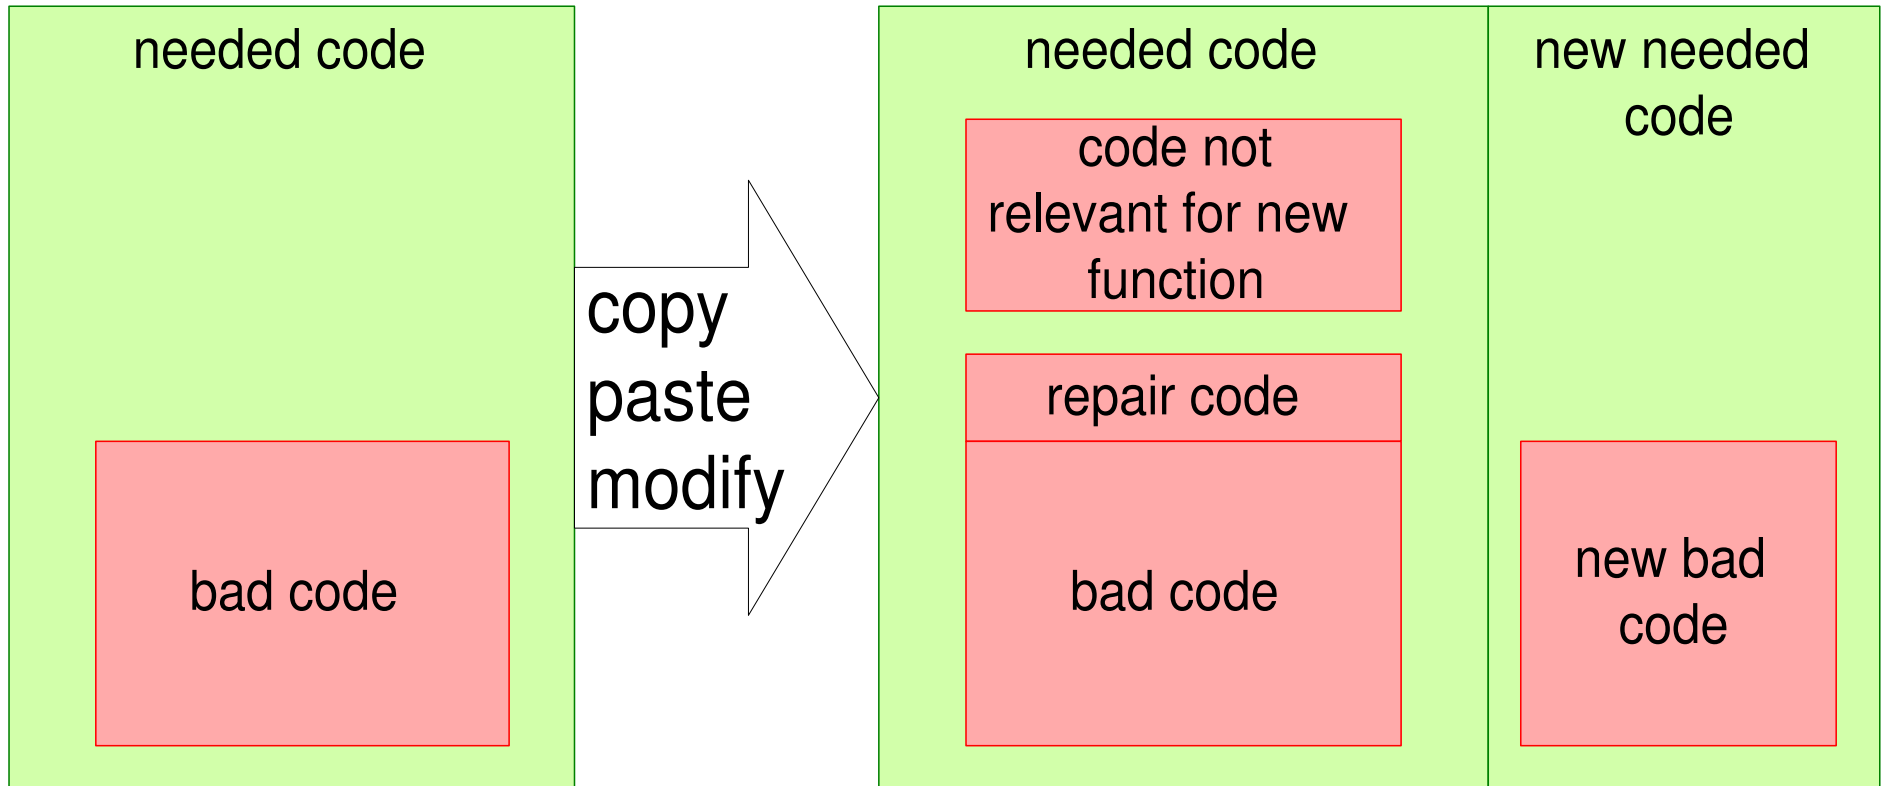 needed code
bad code
copy
paste
modify
needed code
code not
relevant for new
function
repair code
bad code
new needed
code
new bad
code